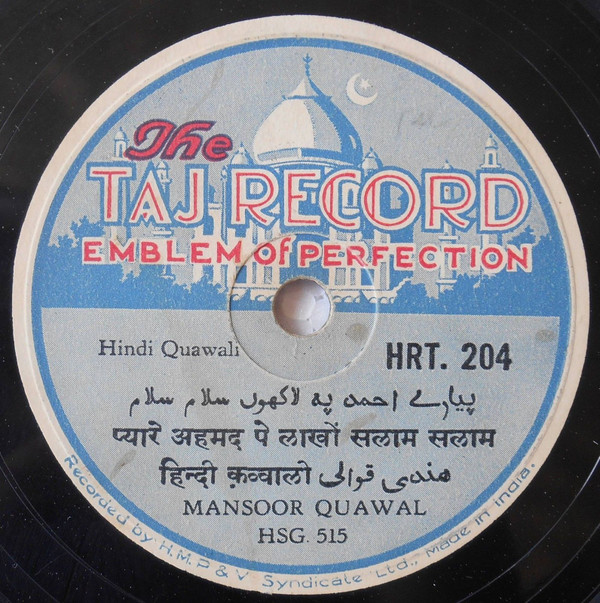 The
TAJ RECORD
EMBLEM of PERFECTION
Hindi Quawali
HRT. 204
پیارے احمد پہ لاکھوں سلام سلام
प्यारे अहमद पे लाखों सलाम सलाम
हिन्दी क़व्वाली ھندی قوالی
MANSOOR QUAWAL
HSG. 515
Recorded by H.M.P & V Syndicate Ltd., Made in India.